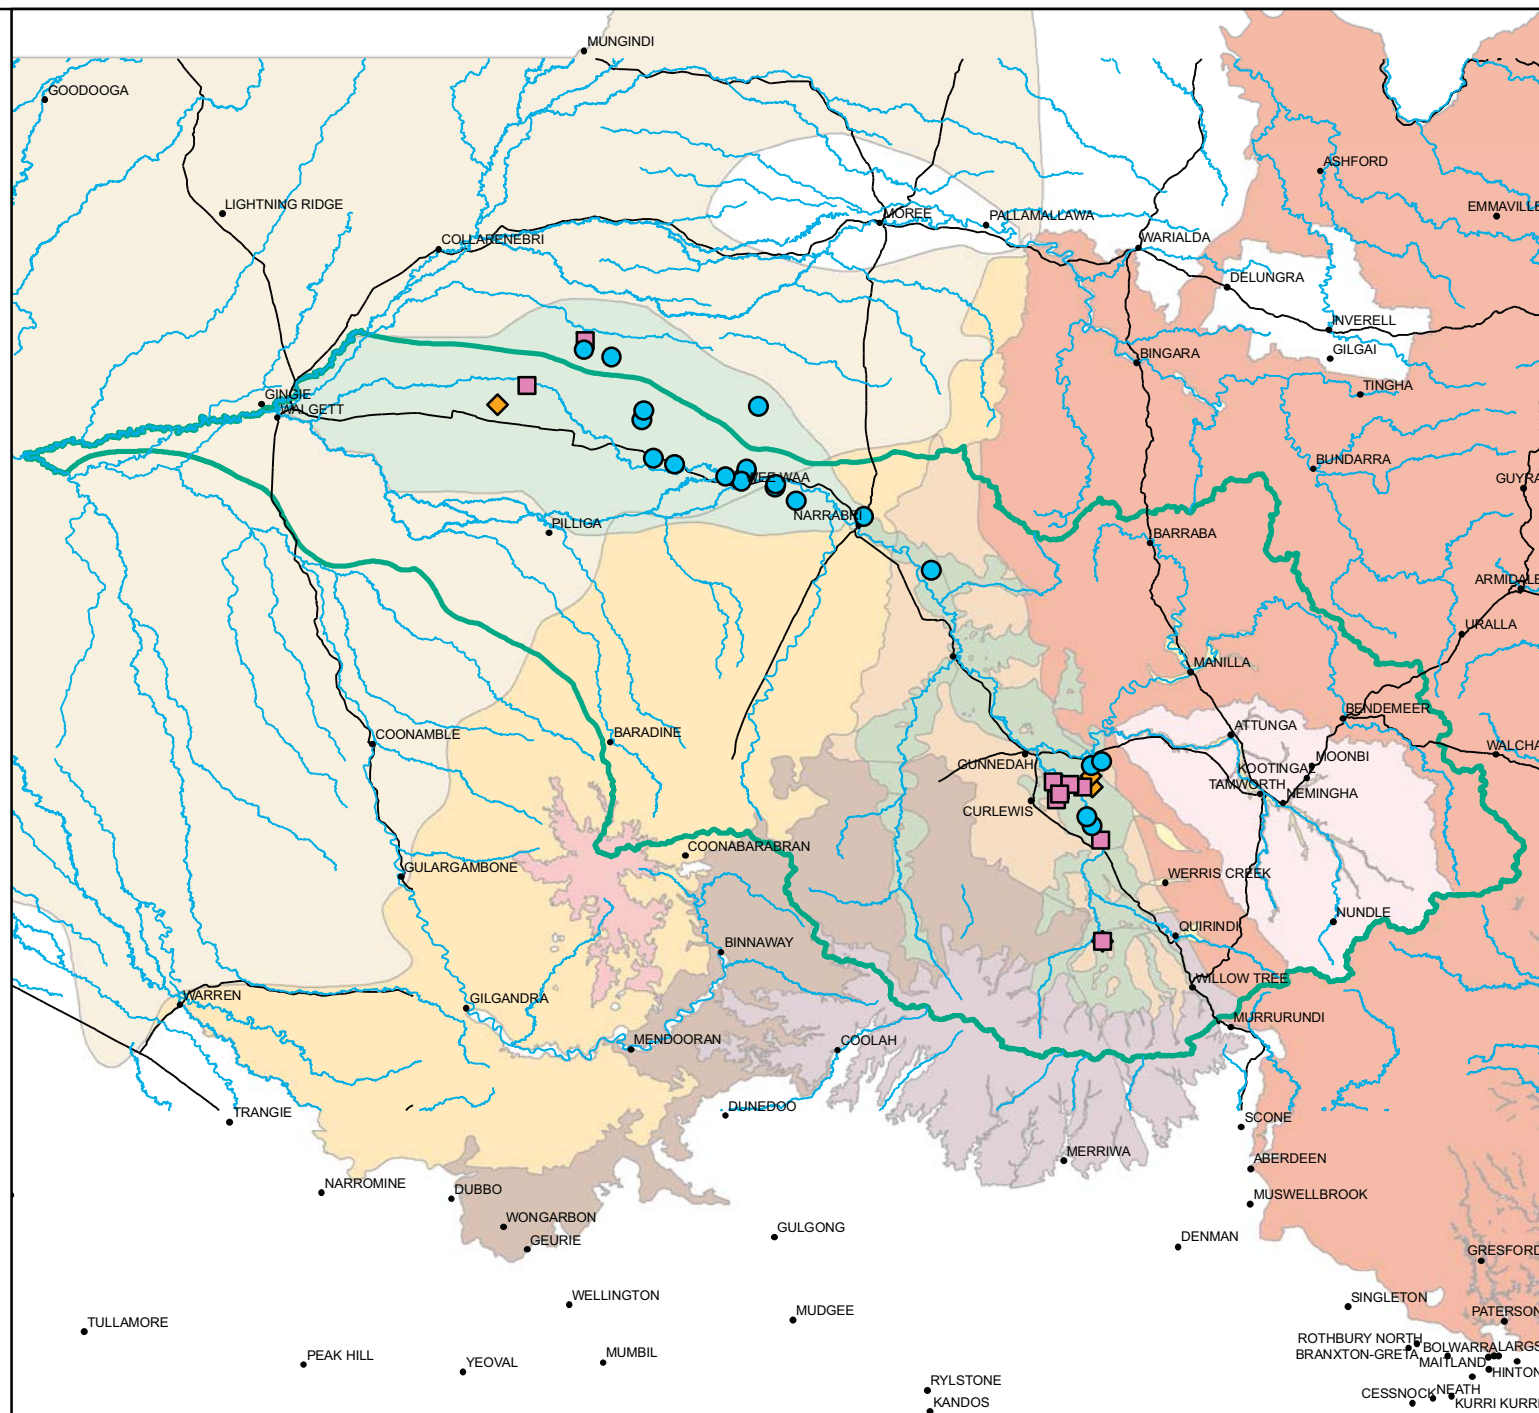 MUNGINDI
GOODOOGA
ASHFORD
LIGHTNING RIDGE
EMMAVILLE
MOREE
PALLAMALLAWA
COLLARENEBRI
WARIALDA
DELUNGRA
INVERELL
GILGAI
BINGARA
TINGHA
GINGIE
WALGETT
BUNDARRA
WEE WAA
GUYRA
NARRABRI
PILLIGA
BARRABA
ARMIDALE
URALLA
MANILLA
BENDEMEER
ATTUNGA
COONAMBLE
BARADINE
WALCHA
MOONBI
GUNNEDAH
KOOTINGAL
TAMWORTH
NEMINGHA
CURLEWIS
COONABARABRAN
GULARGAMBONE
WERRIS CREEK
NUNDLE
QUIRINDI
BINNAWAY
WILLOW TREE
WARREN
GILGANDRA
MURRURUNDI
MENDOORAN
COOLAH
TRANGIE
DUNEDOO
SCONE
MERRIWA
ABERDEEN
NARROMINE
DUBBO
MUSWELLBROOK
WONGARBON
GULGONG
DENMAN
GEURIE
GRESFORD
WELLINGTON
SINGLETON
MUDGEE
PATERSON
TULLAMORE
ROTHBURY NORTH
BOLWARRA
LARGS
BRANXTON-GRETA
MAITLAND
PEAK HILL
YEOVAL
MUMBIL
HINTON
RYLSTONE
CESSNOCK
NEATH
KANDOS
KURRI KURRI